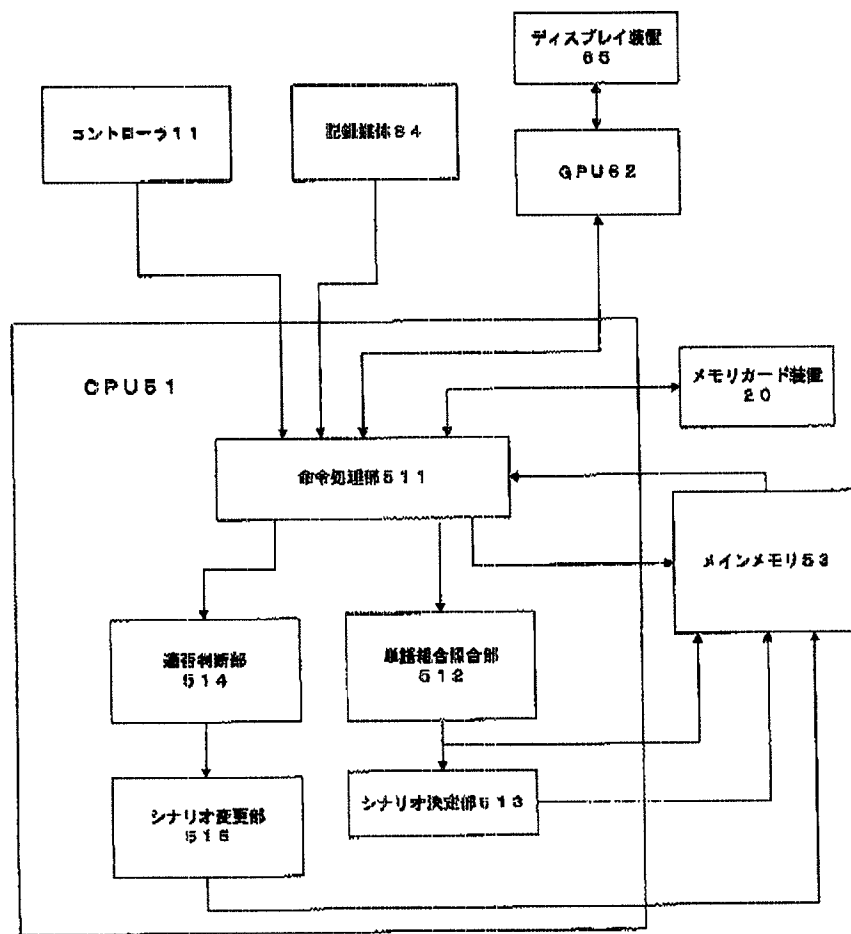 ディスプレイ装置
65
コントローラ11
記録媒体84
GPU62
CPU51
メモリカード装置
20
命令処理部511
メインメモリ53
適否判断部
514
単語組合照合部
512
シナリオ変更部
515
シナリオ決定部513